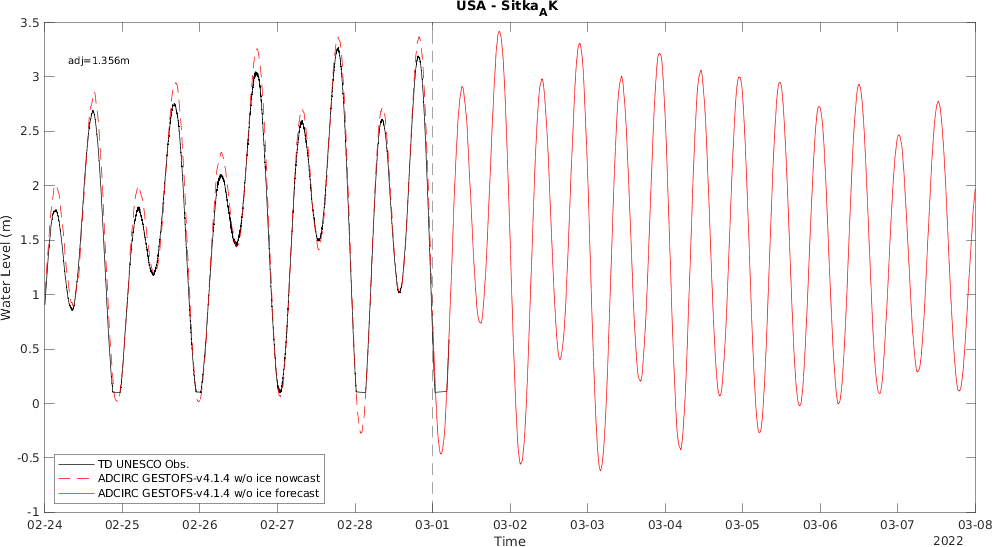 USA - Sitka_AK
adj=1.356m
3.5
3
2.5
2
1.5
1
0.5
0
-0.5
-1
Water Level (m)
TD UNESCO Obs.
ADCIRC GESTOFS-v4.1.4 w/o ice nowcast
ADCIRC GESTOFS-v4.1.4 w/o ice forecast
02-24 02-25 02-26 02-27 02-28 03-01 03-02 03-03 03-04 03-05 03-06 03-07 03-08
Time
2022